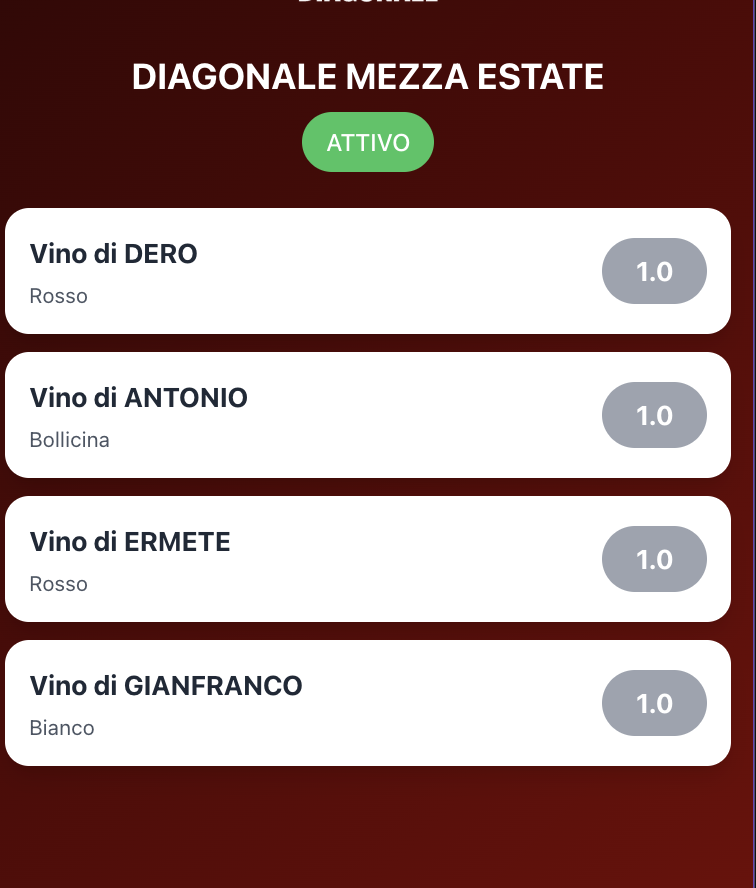 DIAGONALE MEZZA ESTATE
ATTIVO
Vino di DERO
Rosso
1.0
Vino di ANTONIO
Bollicina
1.0
Vino di ERMETE
Rosso
1.0
Vino di GIANFRANCO
Bianco
1.0